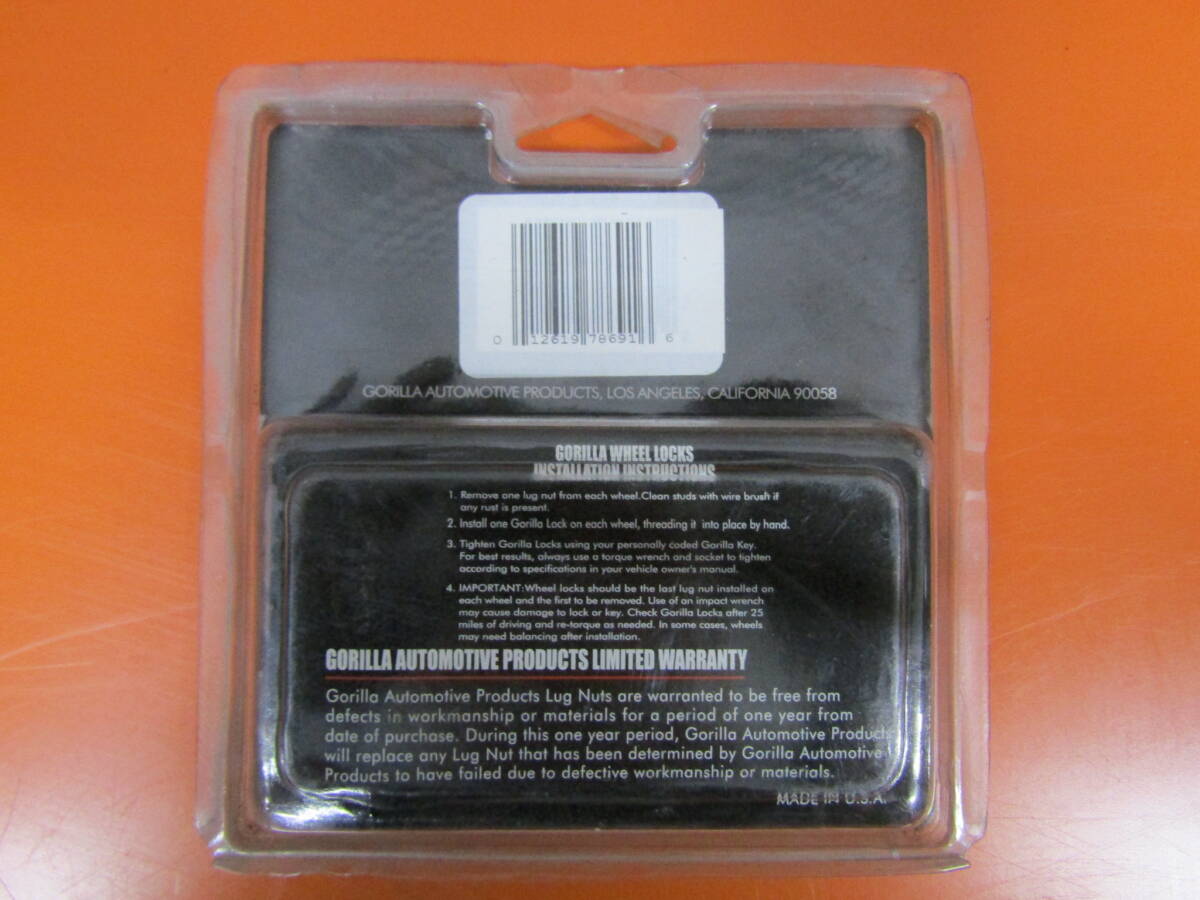 0 12619 78691 6
GORILLA AUTOMOTIVE PRODUCTS, LOS ANGELES, CALIFORNIA 90058
GORILLA WHEEL LOCKS
INSTALLATION INSTRUCTIONS
1. Remove one lug nut from each wheel.Clean studs with wire brush if
any rust is present.
2. Install one Gorilla Lock on each wheel, threading it into place by hand.
3. Tighten Gorilla Locks using your personally coded Gorilla Key.
For best results, always use a torque wrench and socket to tighten
according to specifications in your vehicle owner's manual.
4. IMPORTANT:Wheel locks should be the last lug nut installed on
each wheel and the first to be removed. Use of an impact wrench
may cause damage to lock or key. Check Gorilla Locks after 25
miles of driving and re-torque as needed. In some cases, wheels
may need balancing after installation.
GORILLA AUTOMOTIVE PRODUCTS LIMITED WARRANTY
Gorilla Automotive Products Lug Nuts are warranted to be free from
defects in workmanship or materials for a period of one year from
date of purchase. During this one year period, Gorilla Automotive Products
will replace any Lug Nut that has been determined by Gorilla Automotive
Products to have failed due to defective workmanship or materials.
MADE IN U.S.A.